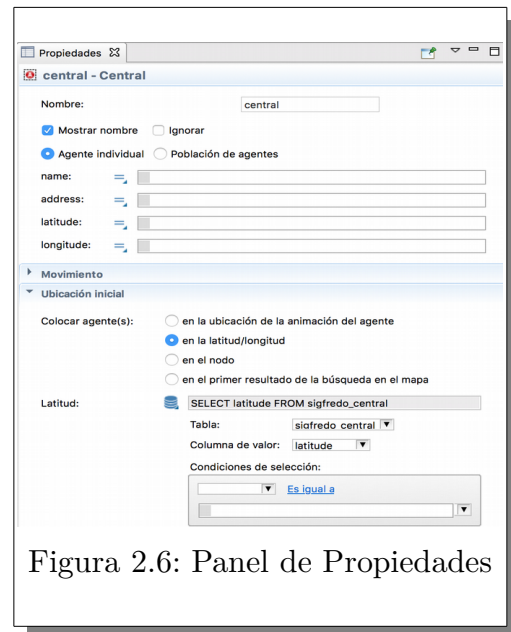 Propiedades
central - Central
Nombre: central
Mostrar nombre Ignorar
Agente individual Población de agentes
name:
address:
latitude:
longitude:
Movimiento
Ubicación inicial
Colocar agente(s): en la ubicación de la animación del agente
en la latitud/longitud
en el nodo
en el primer resultado de la búsqueda en el mapa
Latitud: SELECT latitude FROM sigfredo_central
Tabla: sigfredo_central
Columna de valor: latitude
Condiciones de selección:
Es igual a
Figura 2.6: Panel de Propiedades